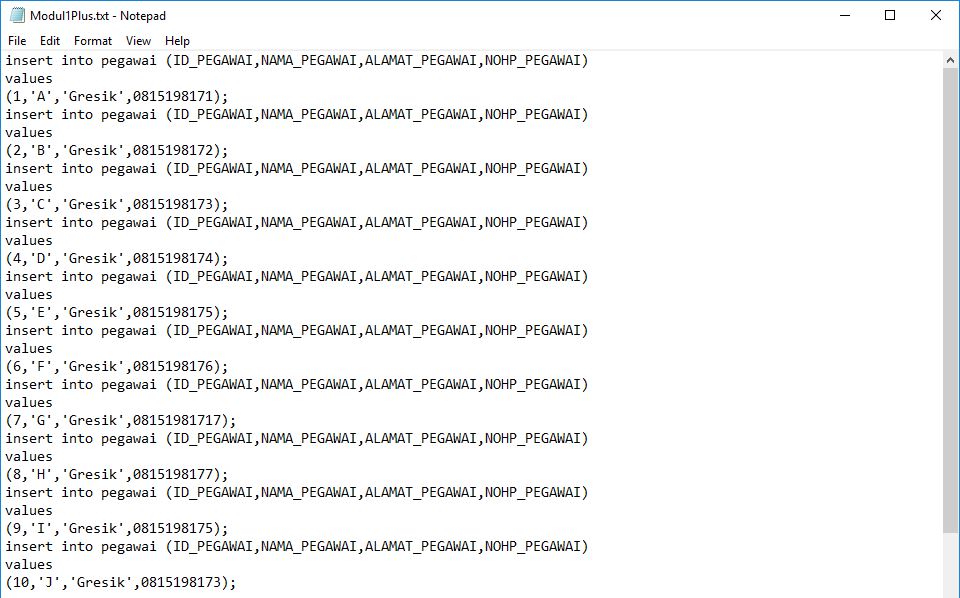 Modul1Plus.txt - Notepad
File Edit Format View Help
insert into pegawai (ID_PEGAWAI,NAMA_PEGAWAI,ALAMAT_PEGAWAI,NOHP_PEGAWAI)
values
(1,'A','Gresik',0815198171);
insert into pegawai (ID_PEGAWAI,NAMA_PEGAWAI,ALAMAT_PEGAWAI,NOHP_PEGAWAI)
values
(2,'B','Gresik',0815198172);
insert into pegawai (ID_PEGAWAI,NAMA_PEGAWAI,ALAMAT_PEGAWAI,NOHP_PEGAWAI)
values
(3,'C','Gresik',0815198173);
insert into pegawai (ID_PEGAWAI,NAMA_PEGAWAI,ALAMAT_PEGAWAI,NOHP_PEGAWAI)
values
(4,'D','Gresik',0815198174);
insert into pegawai (ID_PEGAWAI,NAMA_PEGAWAI,ALAMAT_PEGAWAI,NOHP_PEGAWAI)
values
(5,'E','Gresik',0815198175);
insert into pegawai (ID_PEGAWAI,NAMA_PEGAWAI,ALAMAT_PEGAWAI,NOHP_PEGAWAI)
values
(6,'F','Gresik',0815198176);
insert into pegawai (ID_PEGAWAI,NAMA_PEGAWAI,ALAMAT_PEGAWAI,NOHP_PEGAWAI)
values
(7,'G','Gresik',08151981717);
insert into pegawai (ID_PEGAWAI,NAMA_PEGAWAI,ALAMAT_PEGAWAI,NOHP_PEGAWAI)
values
(8,'H','Gresik',0815198177);
insert into pegawai (ID_PEGAWAI,NAMA_PEGAWAI,ALAMAT_PEGAWAI,NOHP_PEGAWAI)
values
(9,'I','Gresik',0815198175);
insert into pegawai (ID_PEGAWAI,NAMA_PEGAWAI,ALAMAT_PEGAWAI,NOHP_PEGAWAI)
values
(10,'J','Gresik',0815198173);